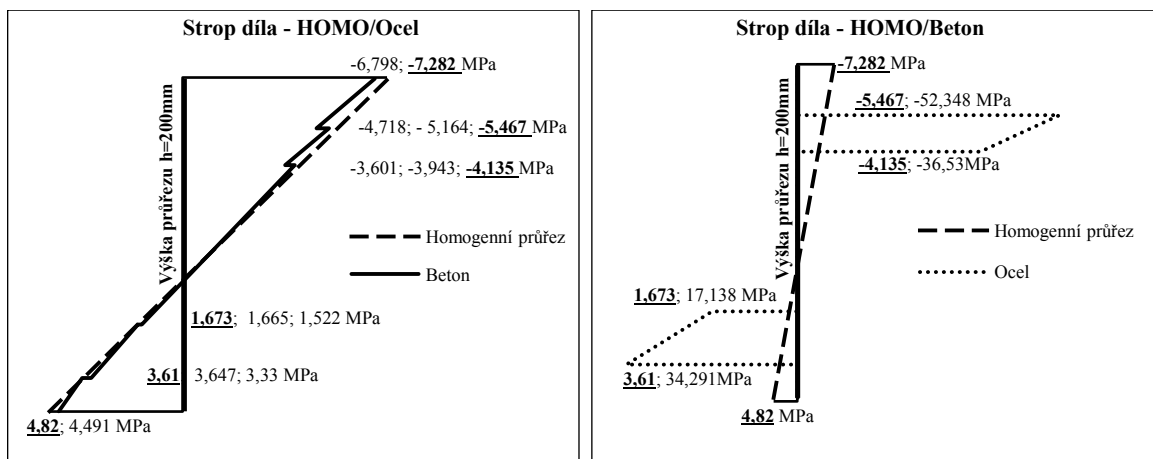 Strop díla - HOMO/Ocel
-6,798; -7,282 MPa
-4,718; - 5,164; -5,467 MPa
-3,601; -3,943; -4,135 MPa
Výška průřezu h=200mm
Homogenní průřez
Beton
1,673; 1,665; 1,522 MPa
3,61 3,647; 3,33 MPa
4,82; 4,491 MPa
Strop díla - HOMO/Beton
-7,282 MPa
-5,467; -52,348 MPa
-4,135; -36,53MPa
Výška průřezu h=200mm
Homogenní průřez
Ocel
1,673; 17,138 MPa
3,61; 34,291MPa
4,82 MPa